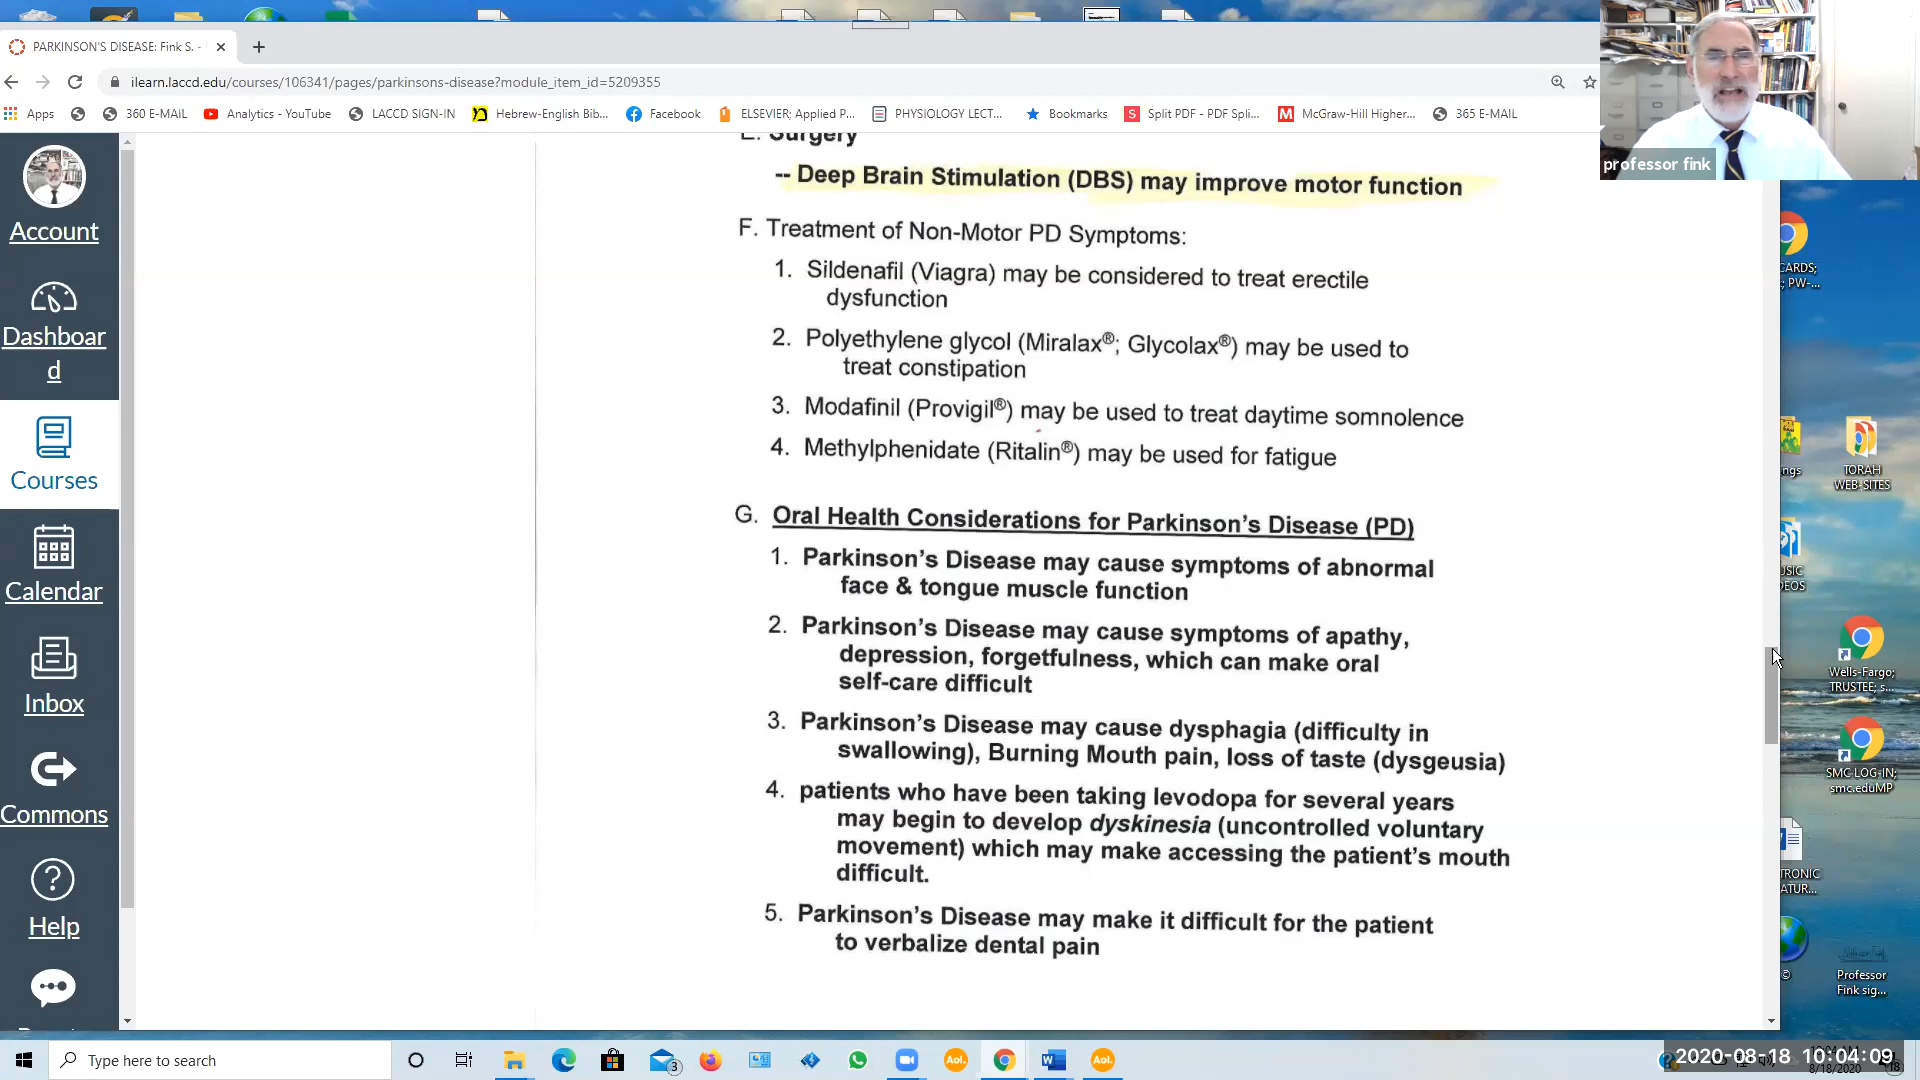 PARKINSON'S DISEASE: Fink S. -
ilearn.laccd.edu/courses/106341/pages/parkinsons-disease?module_item_id=5209355
Apps
360 E-MAIL
Analytics - YouTube
LACCD SIGN-IN
Hebrew-English Bib...
Facebook
ELSEVIER; Applied P...
PHYSIOLOGY LECT...
Bookmarks
Split PDF - PDF Spli...
McGraw-Hill Higher...
365 E-MAIL
professor fink
Account
Dashboar
d
Courses
Calendar
Inbox
Commons
Help
E. Surgery
-- Deep Brain Stimulation (DBS) may improve motor function
F. Treatment of Non-Motor PD Symptoms:
1. Sildenafil (Viagra) may be considered to treat erectile
dysfunction
2. Polyethylene glycol (Miralax®; Glycolax®) may be used to
treat constipation
3. Modafinil (Provigil®) may be used to treat daytime somnolence
4. Methylphenidate (Ritalin®) may be used for fatigue
G. Oral Health Considerations for Parkinson's Disease (PD)
1. Parkinson's Disease may cause symptoms of abnormal
face & tongue muscle function
2. Parkinson's Disease may cause symptoms of apathy,
depression, forgetfulness, which can make oral
self-care difficult
3. Parkinson's Disease may cause dysphagia (difficulty in
swallowing), Burning Mouth pain, loss of taste (dysgeusia)
4. patients who have been taking levodopa for several years
may begin to develop dyskinesia (uncontrolled voluntary
movement) which may make accessing the patient's mouth
difficult.
5. Parkinson's Disease may make it difficult for the patient
to verbalize dental pain
CARDS;
; PW-...
TORAH
WEB-SITES
Wells-Fargo;
TRUSTEE; s...
SMC LOG-IN;
smc.eduMP
Professor
Fink sig...
Type here to search
3
Aol.
Aol.
2020-08-18 10:04:09
8/18/2020